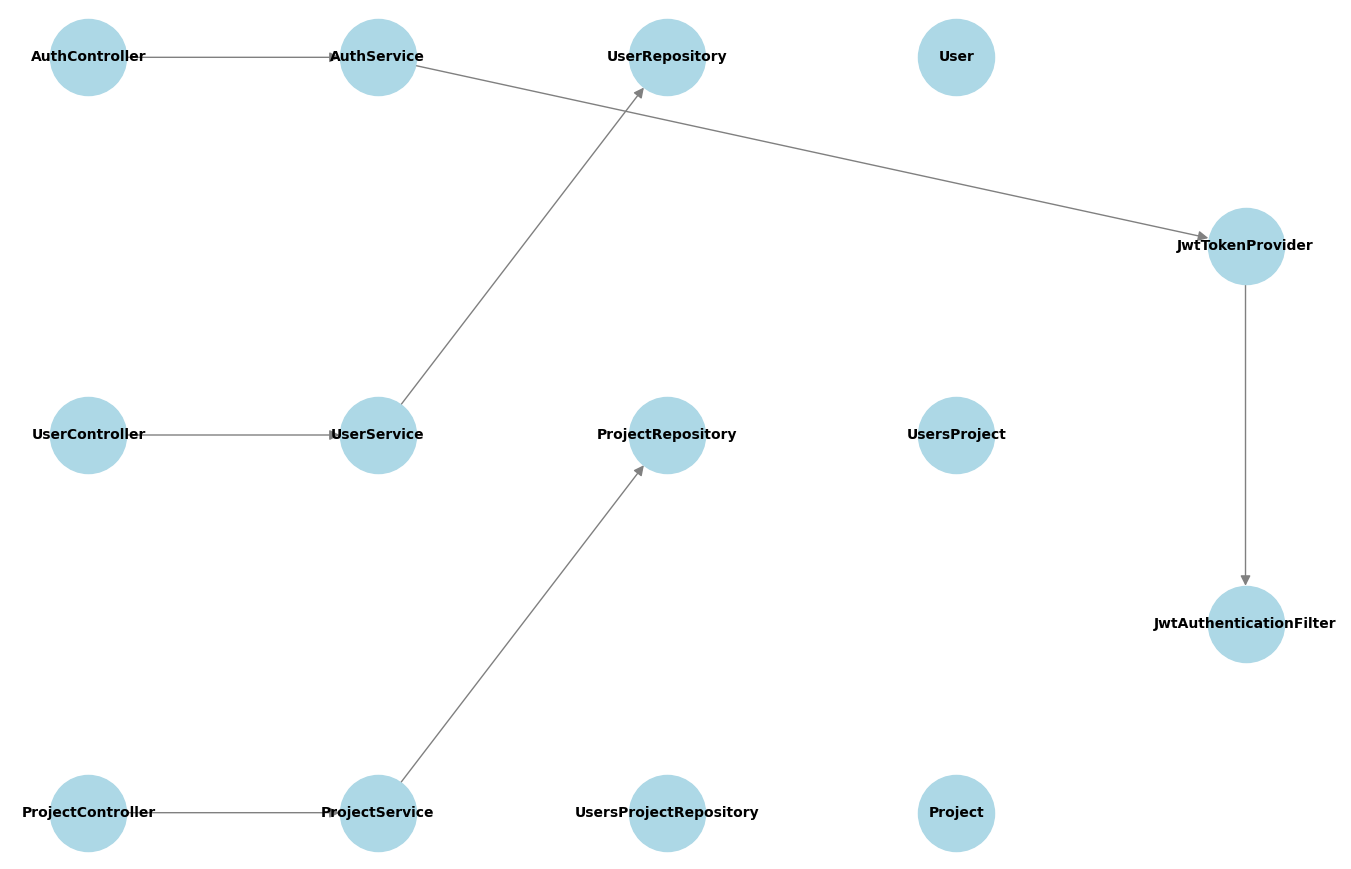 AuthController
AuthService
UserRepository
User
JwtTokenProvider
UserController
UserService
ProjectRepository
UsersProject
JwtAuthenticationFilter
ProjectController
ProjectService
UsersProjectRepository
Project